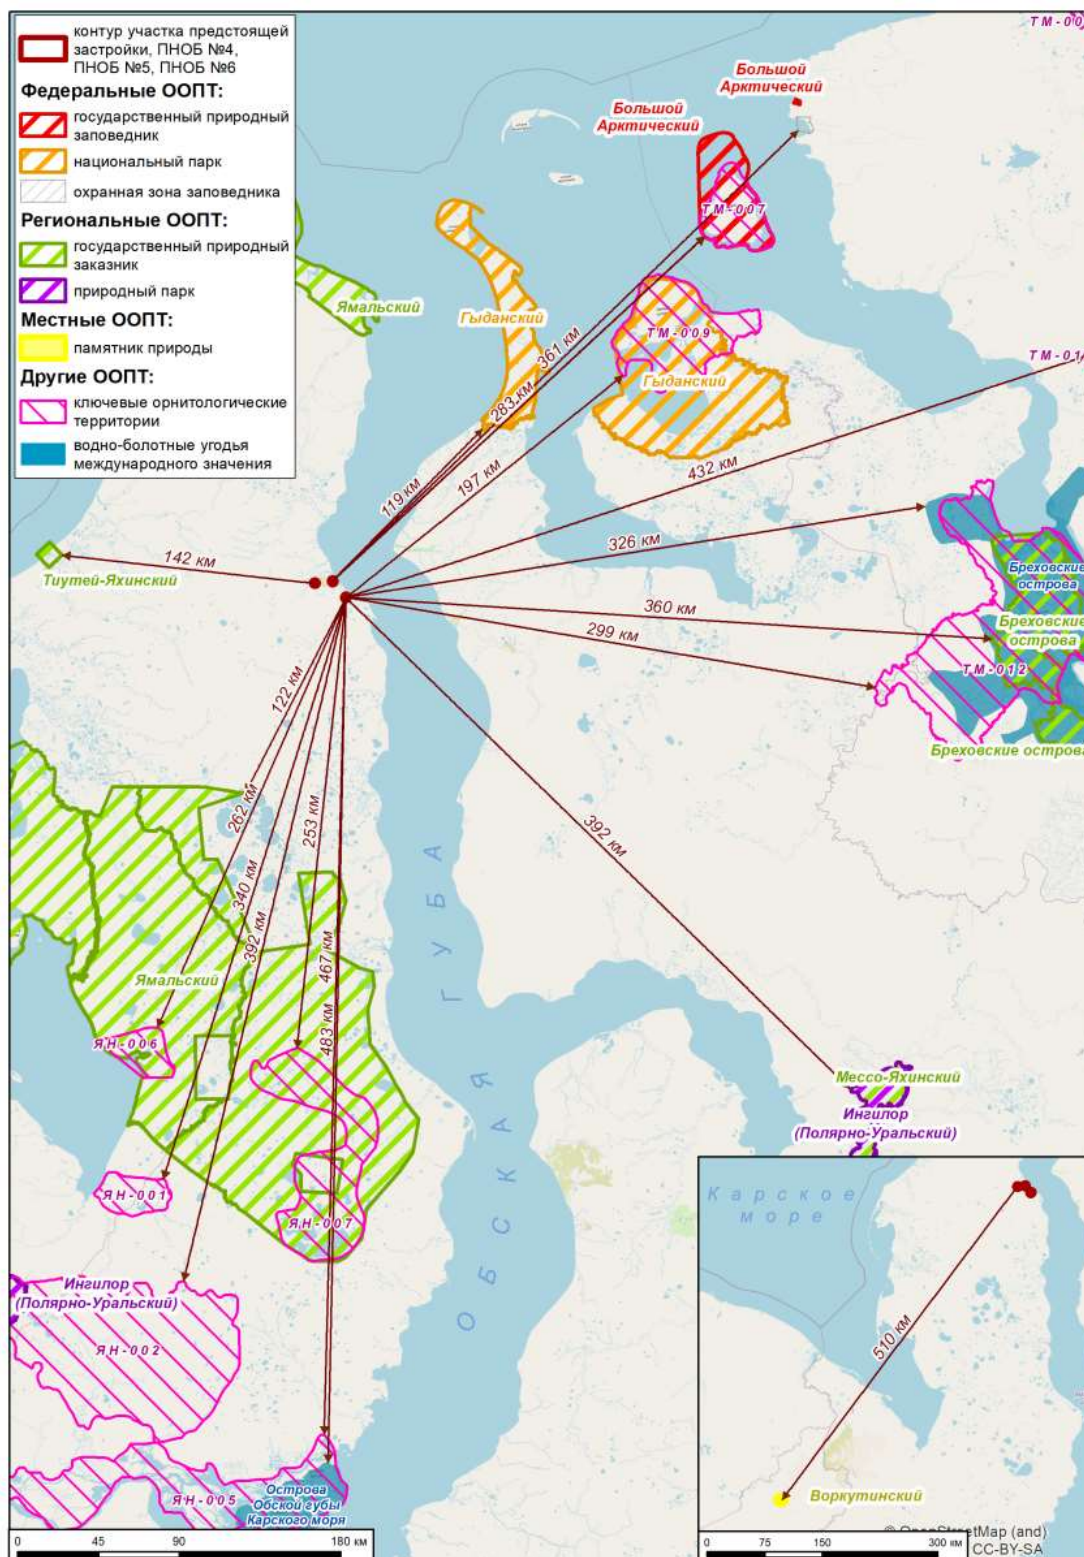 контур участка предстоящей
застройки, ПНОБ №4,
ПНОБ №5, ПНОБ №6
Федеральные ООПТ:
государственный природный
заповедник
национальный парк
охранная зона заповедника
Региональные ООПТ:
государственный природный
заказник
природный парк
Местные ООПТ:
памятник природы
Другие ООПТ:
ключевые орнитологические
территории
водно-болотные угодья
международного значения
Большой
Арктический
Большой
Арктический
ТМ-007
Ямальский
Гыданский
ТМ-009
Гыданский
361 км
283 км
119 км
197 км
432 км
142 км
Тиутей-Яхинский
326 км
Бреховские
острова
360 км
299 км
Бреховские
острова
ТМ-012
Бреховские острова
122 км
262 км
253 км
340 км
392 км
392 км
467 км
483 км
ОБСКАЯ ГУБА
Ямальский
ЯН-006
ЯН-001
ЯН-007
Мессо-Яхинский
Ингилор
(Полярно-Уральский)
Ингилор
(Полярно-Уральский)
ЯН-002
ЯН-005
Острова
Обской губы
Карского моря
0 45 90 180 км
Карское
море
510 км
Воркутинский
© OpenStreetMap (and)
CC-BY-SA
0 75 150 300 км